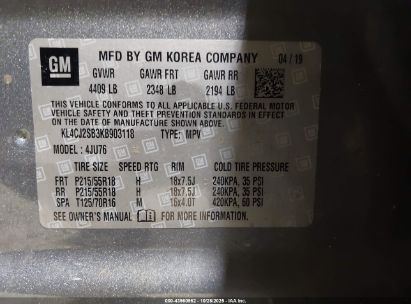 GM MFD BY GM KOREA COMPANY 04 / 19
GVWR GAWR FRT GAWR RR
4409 LB 2348 LB 2194 LB
THIS VEHICLE CONFORMS TO ALL APPLICABLE U.S. FEDERAL MOTOR
VEHICLE SAFETY AND THEFT PREVENTION STANDARDS IN EFFECT ON
THE DATE OF MANUFACTURE SHOWN ABOVE.
KL4CJ2SB3KB903118 TYPE: MPV
MODEL : 4JU76
TIRE SIZE SPEED RTG RIM COLD TIRE PRESSURE
FRT P215/55R18 H 18x7.5J 240KPA, 35 PSI
RR P215/55R18 H 18x7.5J 240KPA, 35 PSI
SPA T125/70R16 M 16x4.0T 420KPA, 60 PSI
SEE OWNER'S MANUAL FOR MORE INFORMATION.